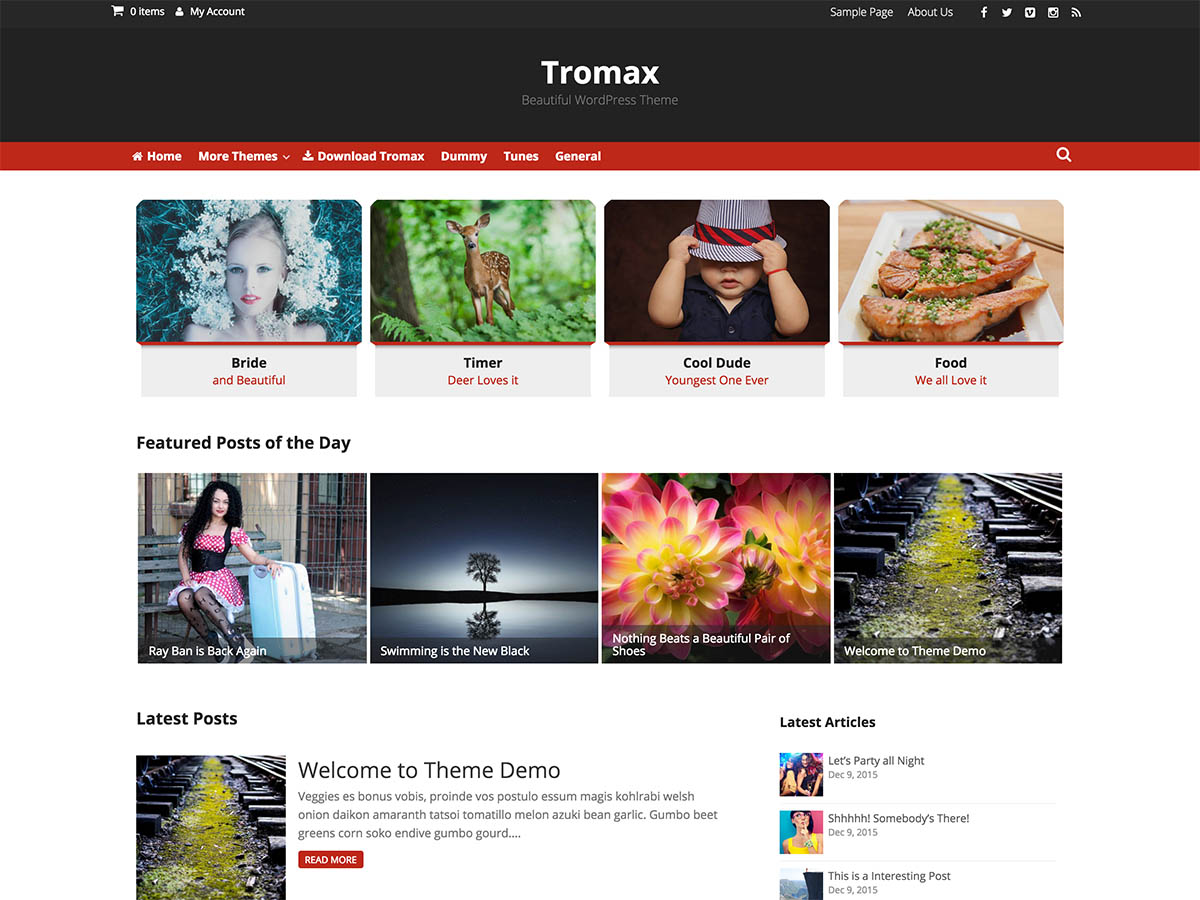 0 items My Account Sample Page About Us
Tromax
Beautiful WordPress Theme
Home More Themes Download Tromax Dummy Tunes General
Bride
and Beautiful
Timer
Deer Loves it
Cool Dude
Youngest One Ever
Food
We all Love it
Featured Posts of the Day
Ray Ban is Back Again
Swimming is the New Black
Nothing Beats a Beautiful Pair of
Shoes
Welcome to Theme Demo
Latest Posts
Welcome to Theme Demo
Veggies es bonus vobis, proinde vos postulo essum magis kohlrabi welsh
onion daikon amaranth tatsoi tomatillo melon azuki bean garlic. Gumbo beet
greens corn soko endive gumbo gourd....
READ MORE
Latest Articles
Let’s Party all Night
Dec 9, 2015
Shhhhh! Somebody’s There!
Dec 9, 2015
This is a Interesting Post
Dec 9, 2015